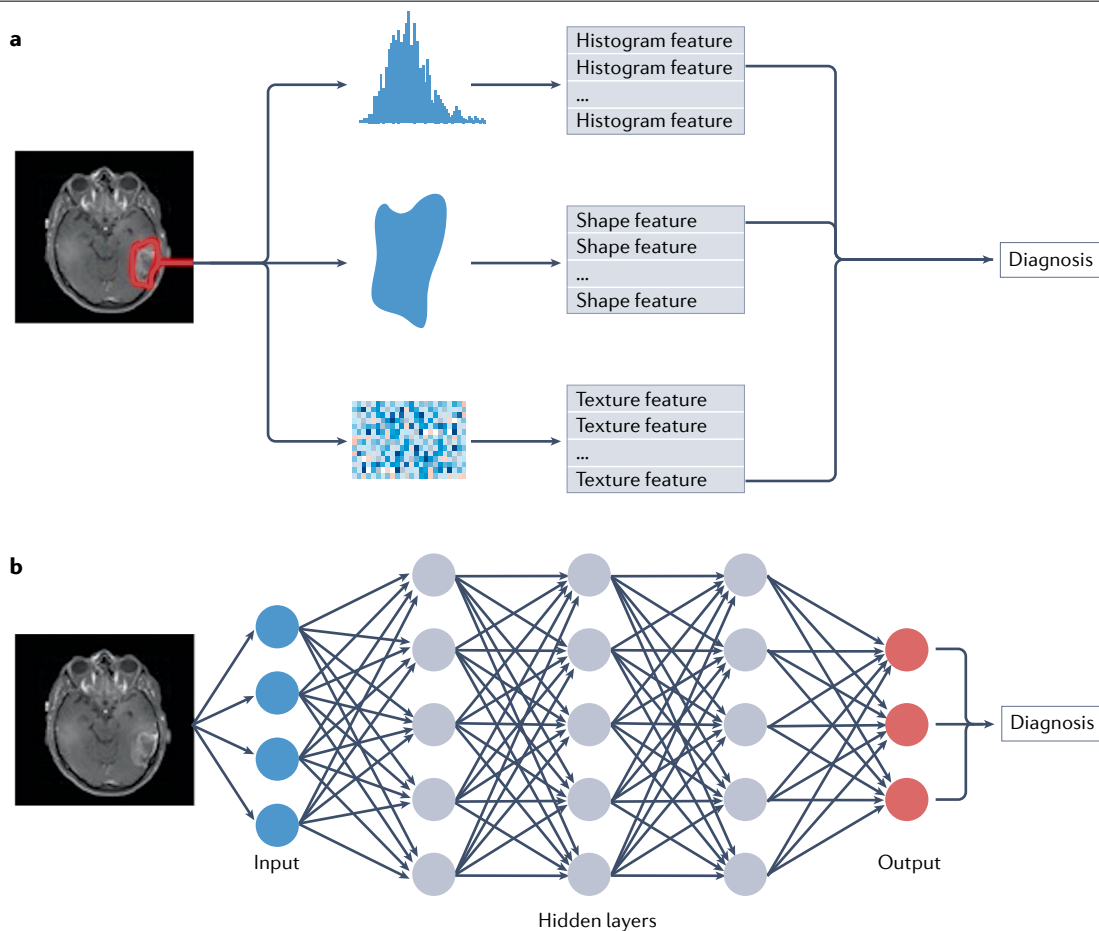 a
Histogram feature
Histogram feature
...
Histogram feature
Shape feature
Shape feature
...
Shape feature
Diagnosis
Texture feature
Texture feature
...
Texture feature
b
Input
Hidden layers
Output
Diagnosis